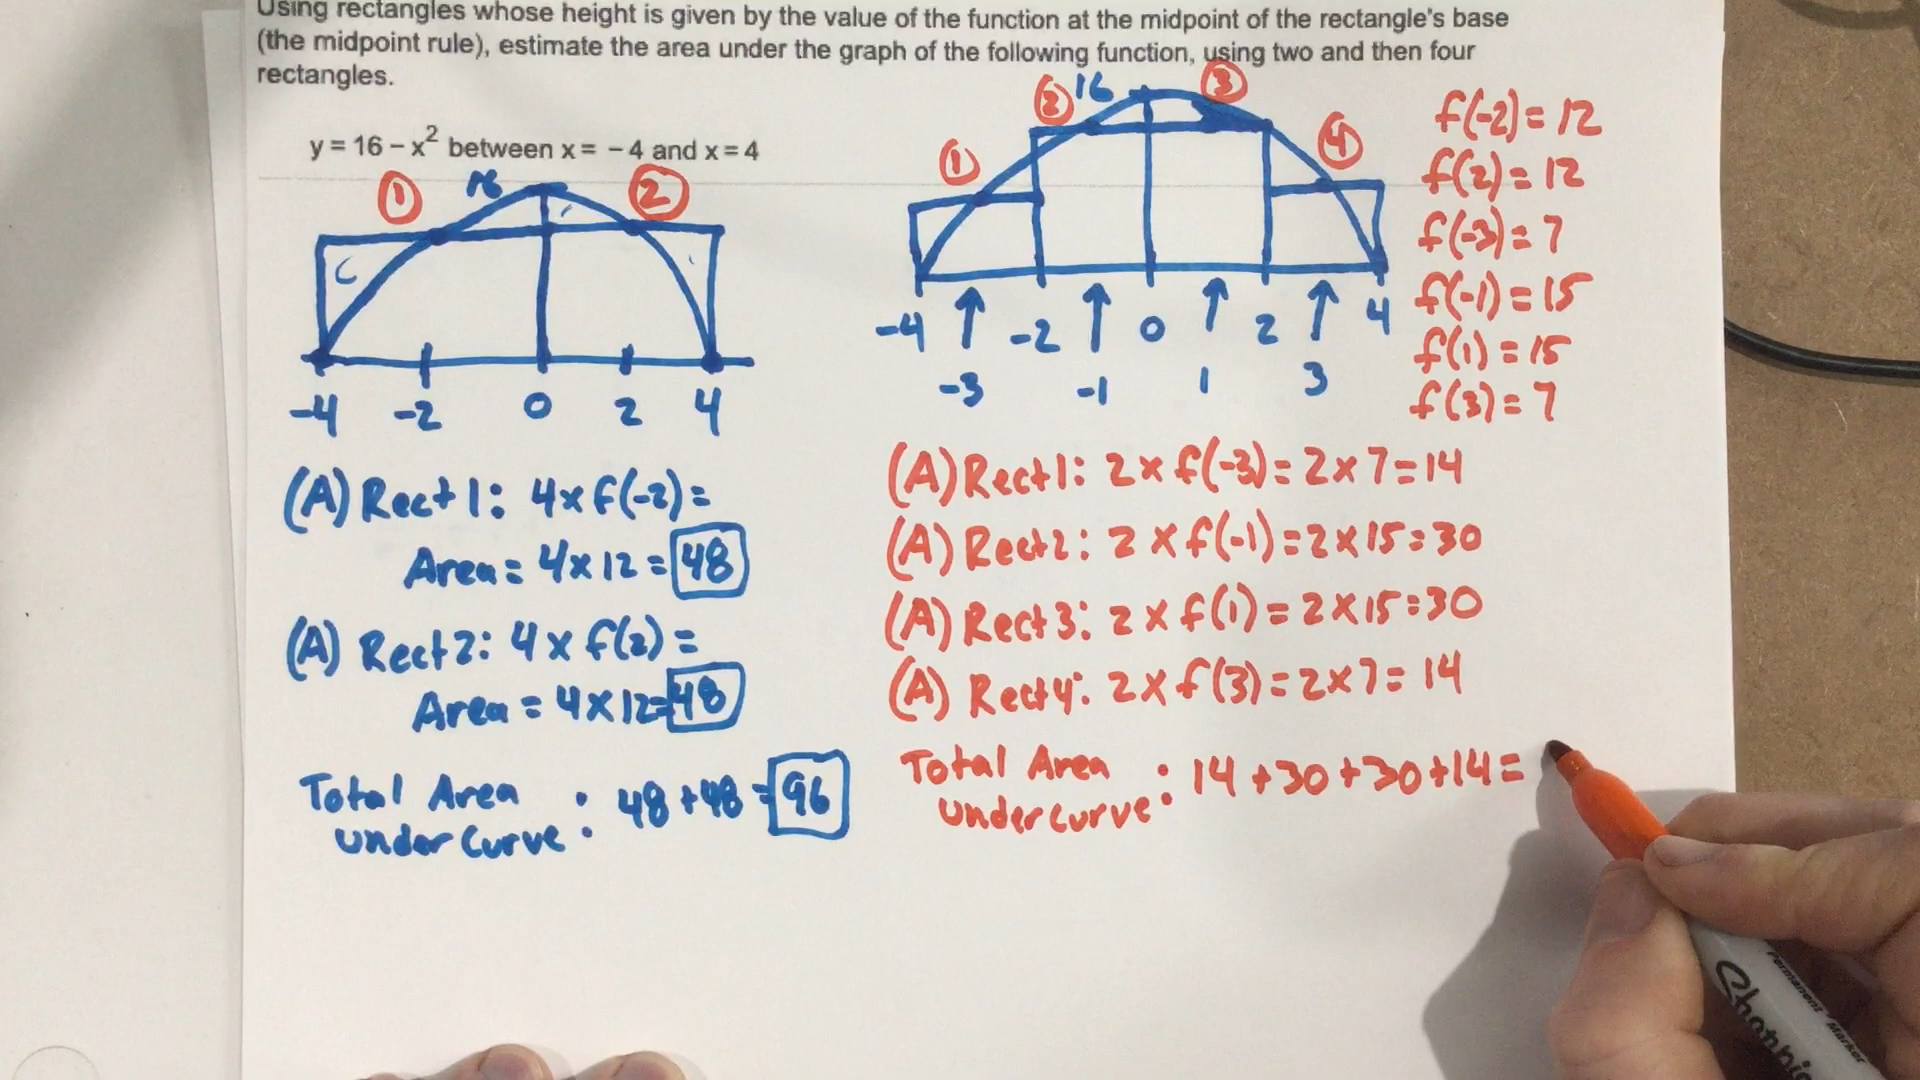 Using rectangles whose height is given by the value of the function at the midpoint of the rectangle's base
(the midpoint rule), estimate the area under the graph of the following function, using two and then four
rectangles.
y = 16 – x² between x = – 4 and x = 4
① 16 ②
-4 -2 0 2 4
(A) Rect 1: 4 x f(-2) =
Area = 4 x 12 = 48
(A) Rect 2: 4 x f(2) =
Area = 4 x 12 = 48
Total Area
under curve : 48 + 48 = 96
① ② 16 ③ ④
-4 -2 0 2 4
-3 -1 1 3
f(-2) = 12
f(2) = 12
f(-3) = 7
f(-1) = 15
f(1) = 15
f(3) = 7
(A) Rect 1: 2 x f(-3) = 2 x 7 = 14
(A) Rect 2: 2 x f(-1) = 2 x 15 = 30
(A) Rect 3: 2 x f(1) = 2 x 15 = 30
(A) Rect 4: 2 x f(3) = 2 x 7 = 14
Total Area
under curve : 14 + 30 + 30 + 14 =
Permanent Marker
Sharpie